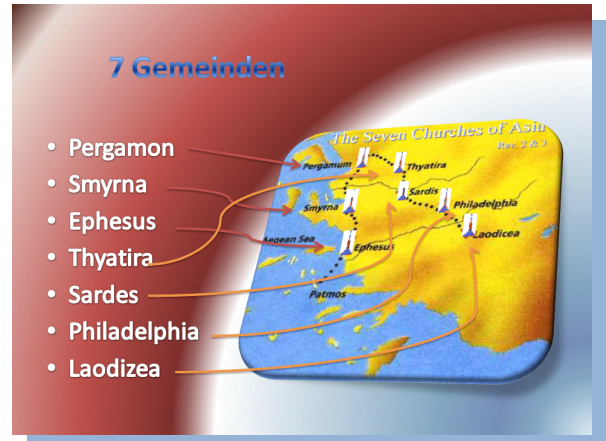 7 Gemeinden
• Pergamon
• Smyrna
• Ephesus
• Thyatira
• Sardes
• Philadelphia
• Laodizea
The Seven Churches of Asia
Rev. 2 & 3
Pergamum
Thyatira
Sardis
Smyrna
Philadelphia
Laodicea
Aegean Sea
Ephesus
Patmos